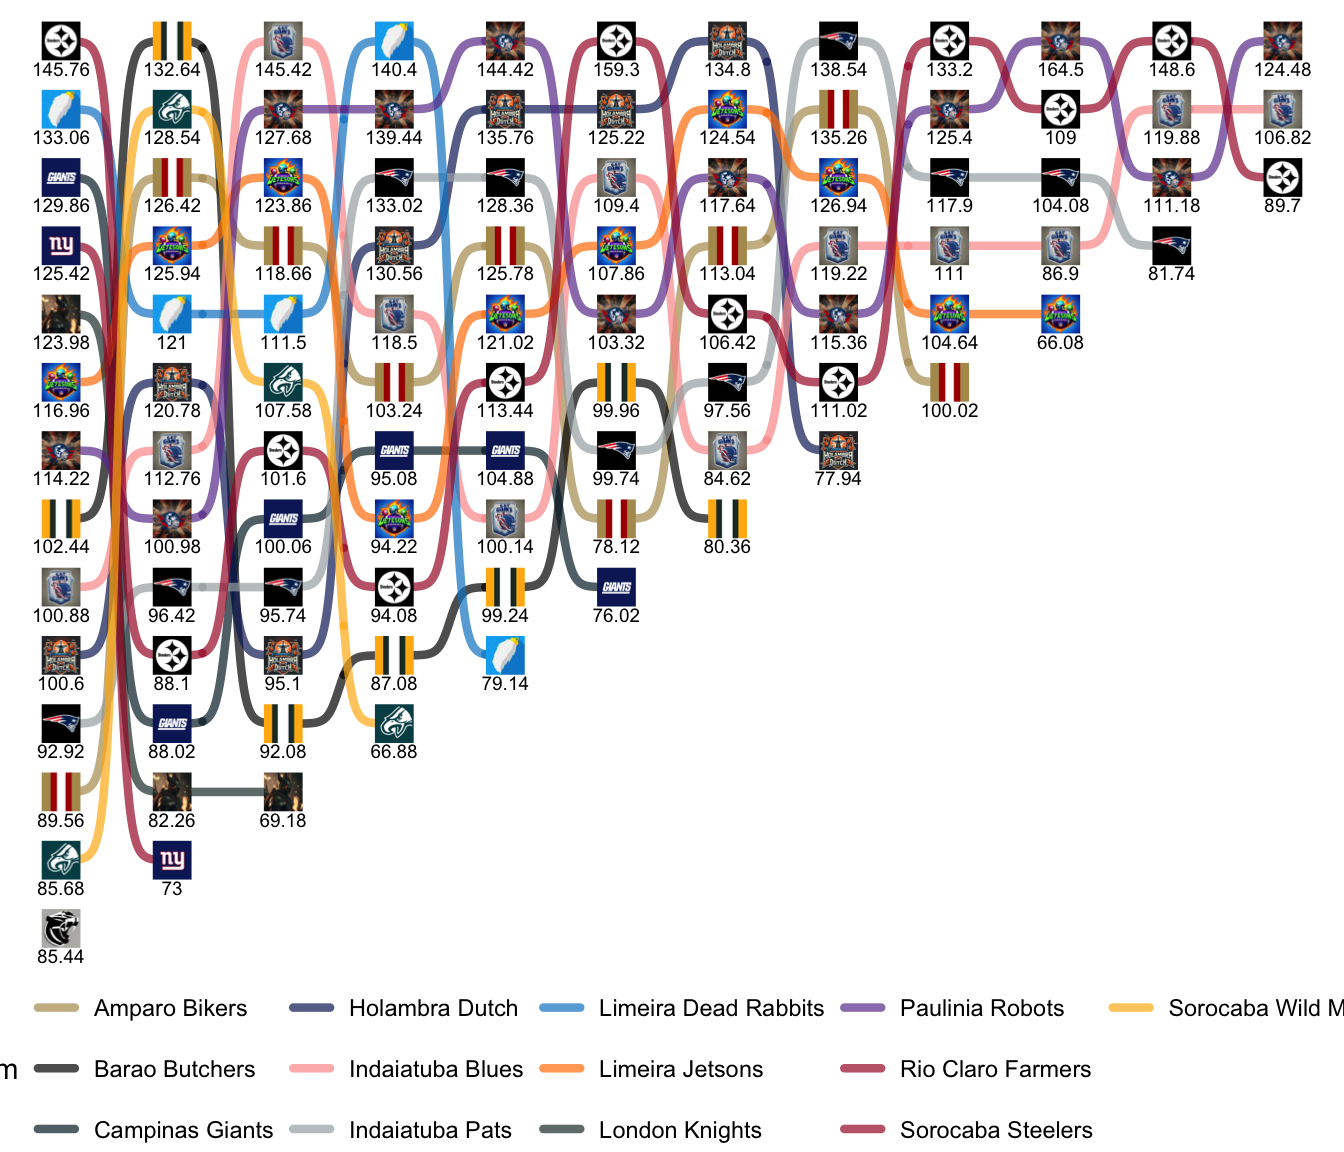 145.76 132.64 145.42 140.4 144.42 159.3 134.8 138.54 133.2 164.5 148.6 124.48
133.06 128.54 127.68 139.44 135.76 125.22 124.54 135.26 125.4 109 119.88 106.82
GIANTS
129.86 126.42 123.86 133.02 128.36 109.4 117.64 126.94 117.9 104.08 111.18 89.7
ny
125.42 125.94 118.66 130.56 125.78 107.86 113.04 119.22 111 86.9 81.74
123.98 121 111.5 118.5 121.02 103.32 106.42 115.36 104.64 66.08
116.96 120.78 107.58 103.24 113.44 99.96 97.56 111.02 100.02
GIANTS GIANTS
114.22 112.76 101.6 95.08 104.88 99.74 84.62 77.94
GIANTS
102.44 100.98 100.06 94.22 100.14 78.12 80.36
GIANTS
100.88 96.42 95.74 94.08 99.24 76.02
100.6 88.1 95.1 87.08 79.14
GIANTS
92.92 88.02 92.08 66.88
89.56 82.26 69.18
ny
85.68 73
85.44
Amparo Bikers Holambra Dutch Limeira Dead Rabbits Paulinia Robots Sorocaba Wild M
m Barao Butchers Indaiatuba Blues Limeira Jetsons Rio Claro Farmers
Campinas Giants Indaiatuba Pats London Knights Sorocaba Steelers